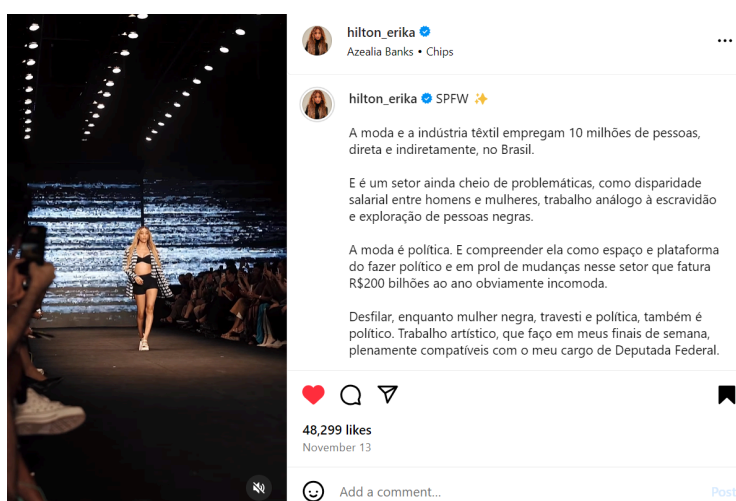 hilton_erika
Azealia Banks • Chips
hilton_erika SPFW ✨
A moda e a indústria têxtil empregam 10 milhões de pessoas,
direta e indiretamente, no Brasil.
E é um setor ainda cheio de problemáticas, como disparidade
salarial entre homens e mulheres, trabalho análogo à escravidão
e exploração de pessoas negras.
A moda é política. E compreender ela como espaço e plataforma
do fazer político e em prol de mudanças nesse setor que fatura
R$200 bilhões ao ano obviamente incomoda.
Desfilar, enquanto mulher negra, travesti e política, também é
político. Trabalho artístico, que faço em meus finais de semana,
plenamente compatíveis com o meu cargo de Deputada Federal.
48,299 likes
November 13
Add a comment...
Post